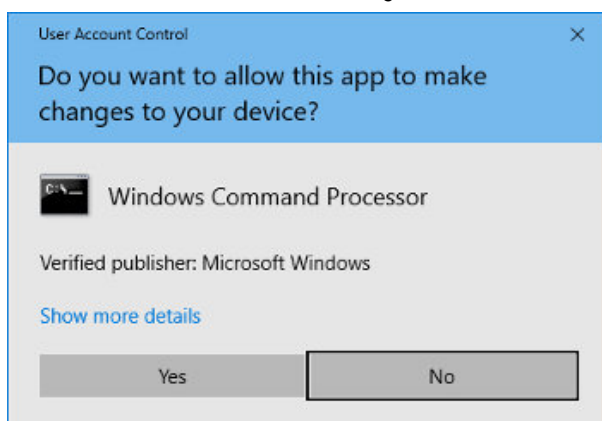 User Account Control
Do you want to allow this app to make
changes to your device?
C:\_
Windows Command Processor
Verified publisher: Microsoft Windows
Show more details
Yes
No